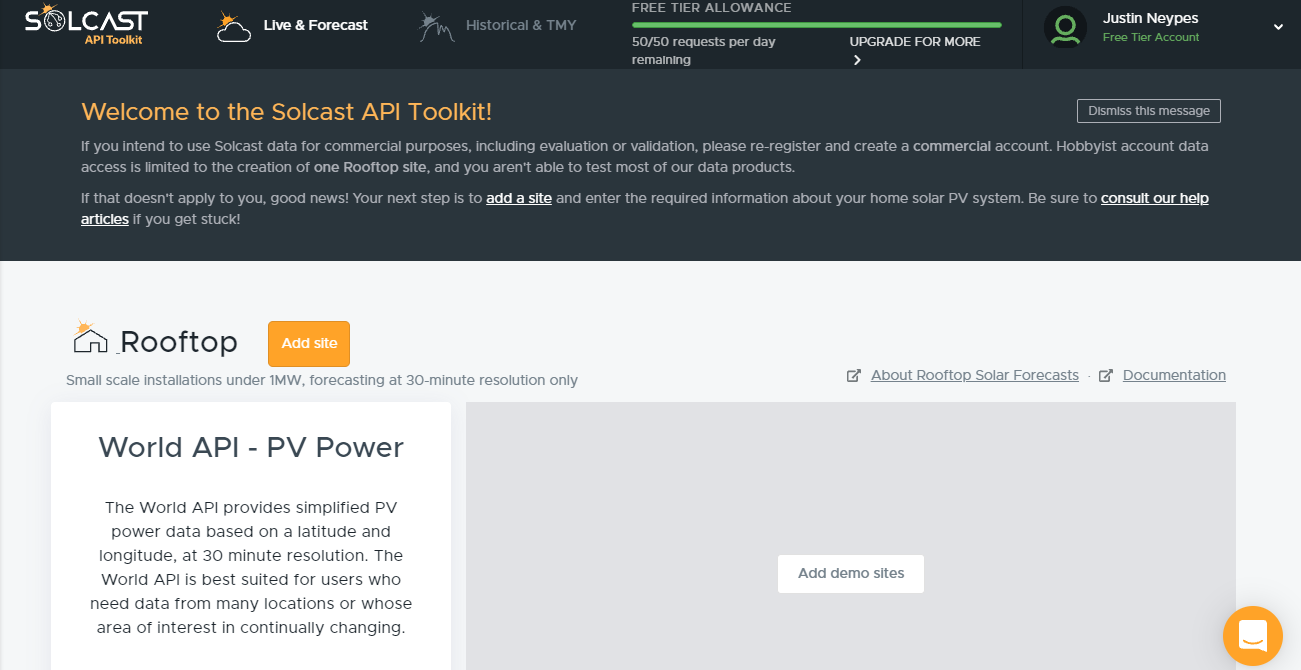 SOLCAST
API Toolkit
Live & Forecast
Historical & TMY
FREE TIER ALLOWANCE
50/50 requests per day
remaining
UPGRADE FOR MORE
Justin Neypes
Free Tier Account
Welcome to the Solcast API Toolkit!
Dismiss this message
If you intend to use Solcast data for commercial purposes, including evaluation or validation, please re-register and create a commercial account. Hobbyist account data
access is limited to the creation of one Rooftop site, and you aren't able to test most of our data products.
If that doesn't apply to you, good news! Your next step is to add a site and enter the required information about your home solar PV system. Be sure to consult our help
articles if you get stuck!
Rooftop
Add site
Small scale installations under 1MW, forecasting at 30-minute resolution only
About Rooftop Solar Forecasts · Documentation
World API - PV Power
The World API provides simplified PV
power data based on a latitude and
longitude, at 30 minute resolution. The
World API is best suited for users who
need data from many locations or whose
area of interest in continually changing.
Add demo sites